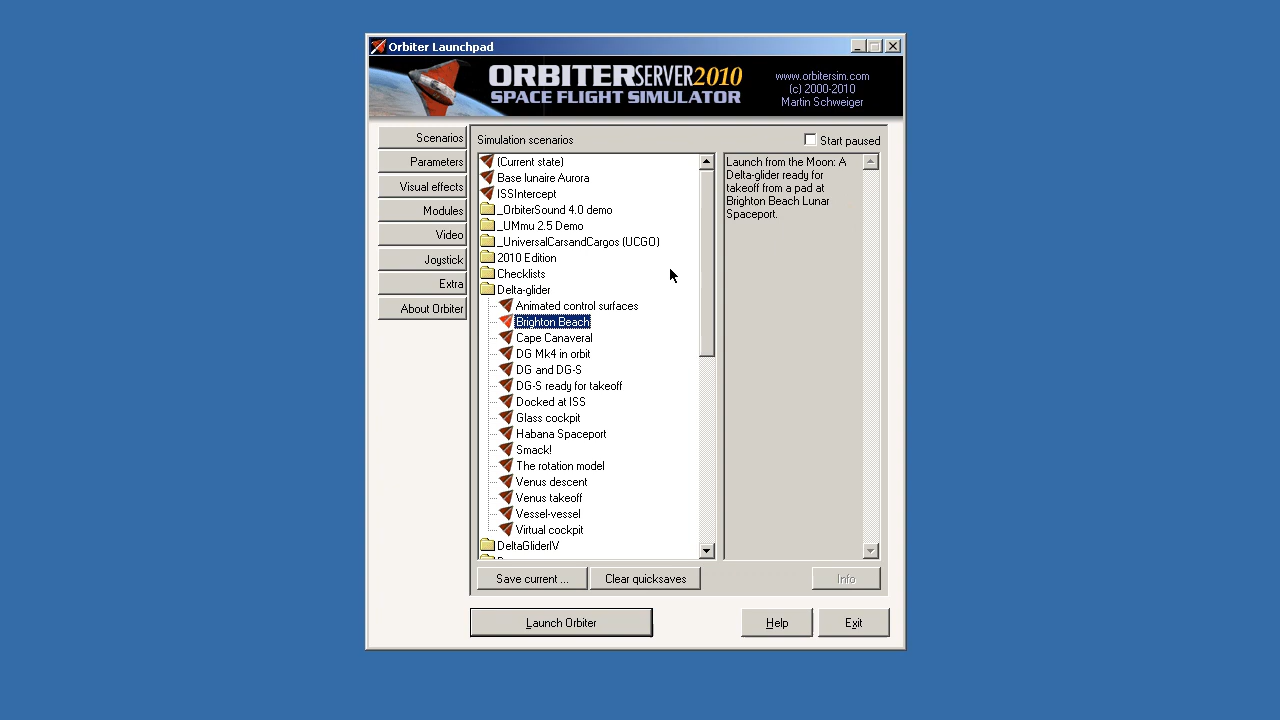 Orbiter Launchpad
ORBITERSERVER2010
SPACE FLIGHT SIMULATOR
www.orbitersim.com
(c) 2000-2010
Martin Schweiger
Scenarios
Parameters
Visual effects
Modules
Video
Joystick
Extra
About Orbiter
Simulation scenarios
Start paused
(Current state)
Base lunaire Aurora
ISSIntercept
_OrbiterSound 4.0 demo
_UMmu 2.5 Demo
_UniversalCarsandCargos (UCGO)
2010 Edition
Checklists
Delta-glider
Animated control surfaces
Brighton Beach
Cape Canaveral
DG Mk4 in orbit
DG and DG-S
DG-S ready for takeoff
Docked at ISS
Glass cockpit
Habana Spaceport
Smack!
The rotation model
Venus descent
Venus takeoff
Vessel-vessel
Virtual cockpit
DeltaGliderIV
Launch from the Moon: A
Delta-glider ready for
takeoff from a pad at
Brighton Beach Lunar
Spaceport.
Save current ...
Clear quicksaves
Info
Launch Orbiter
Help
Exit